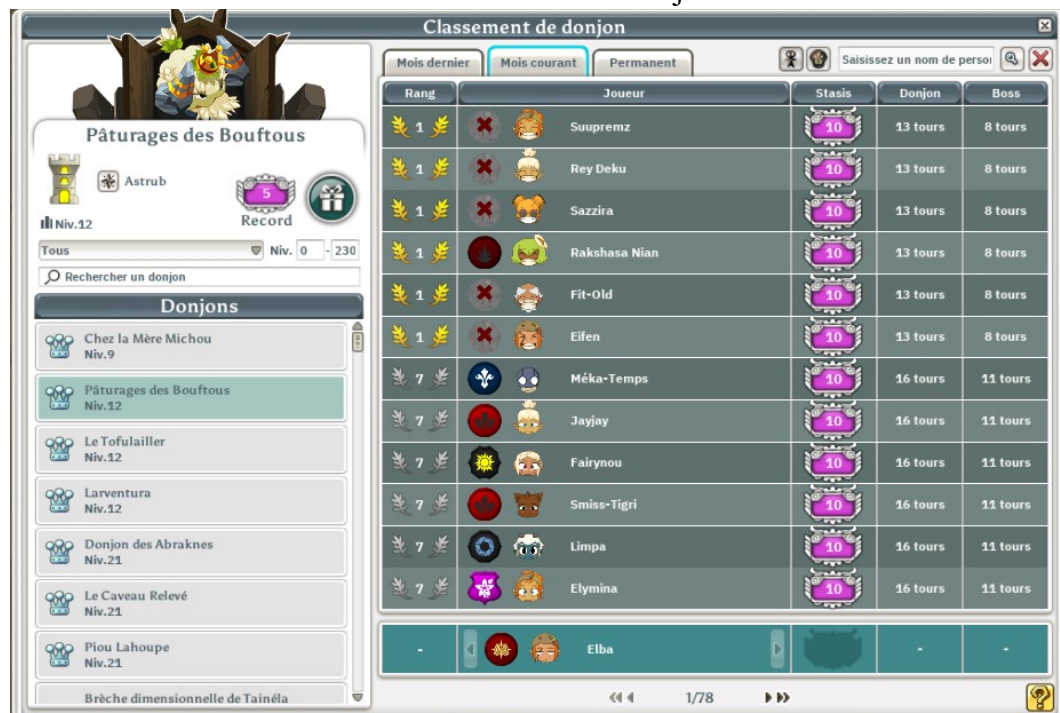 Classement de donjon
Pâturages des Bouftous
Astrub
5
Record
Niv.12
Tous
Niv. 0 - 230
Rechercher un donjon
Donjons
Chez la Mère Michou
Niv.9
Pâturages des Bouftous
Niv.12
Le Tofulailler
Niv.12
Larventura
Niv.12
Donjon des Abraknes
Niv.21
Le Caveau Relevé
Niv.21
Piou Lahoupe
Niv.21
Brèche dimensionnelle de Tainéla
Mois dernier Mois courant Permanent Saisissez un nom de persoi
Rang Joueur Stasis Donjon Boss
1 Suupremz 10 13 tours 8 tours
1 Rey Deku 10 13 tours 8 tours
1 Sazzira 10 13 tours 8 tours
1 Rakshasa Nian 10 13 tours 8 tours
1 Fit-Old 10 13 tours 8 tours
1 Eifen 10 13 tours 8 tours
7 Méka-Temps 10 16 tours 11 tours
7 Jayjay 10 16 tours 11 tours
7 Fairynou 10 16 tours 11 tours
7 Smiss-Tigri 10 16 tours 11 tours
7 Limpa 10 16 tours 11 tours
7 Elymina 10 16 tours 11 tours
- Elba - -
1/78
?